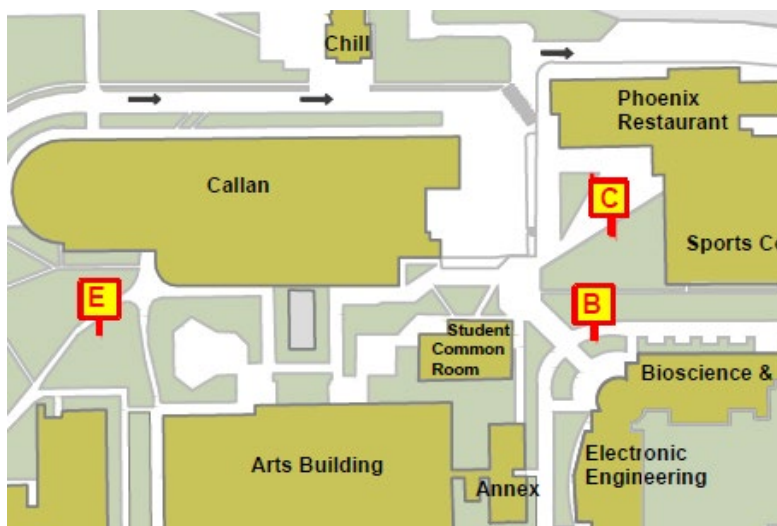 Chill
Phoenix
Restaurant
Callan
C
Sports Co
E
B
Student
Common
Room
Bioscience &
Arts Building
Electronic
Engineering
Annex